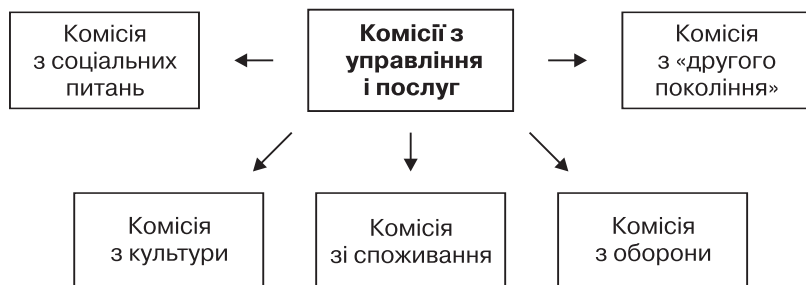 Комісія
з соціальних
питань
Комісії з
управління
і послуг
Комісія
з «другого
покоління»
Комісія
з культури
Комісія
зі споживання
Комісія
з оборони